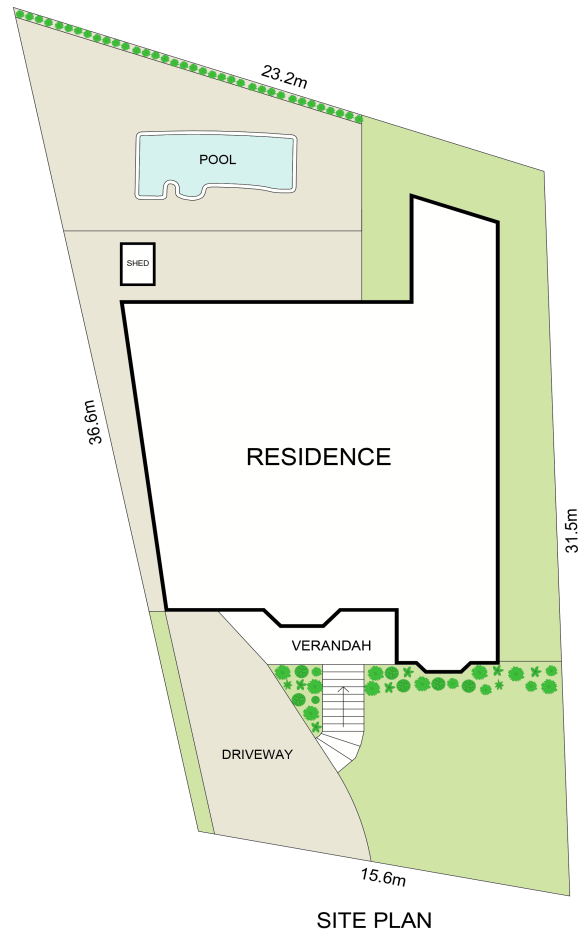 23.2m
POOL
SHED
36.6m
RESIDENCE
31.5m
VERANDAH
DRIVEWAY
15.6m
SITE PLAN